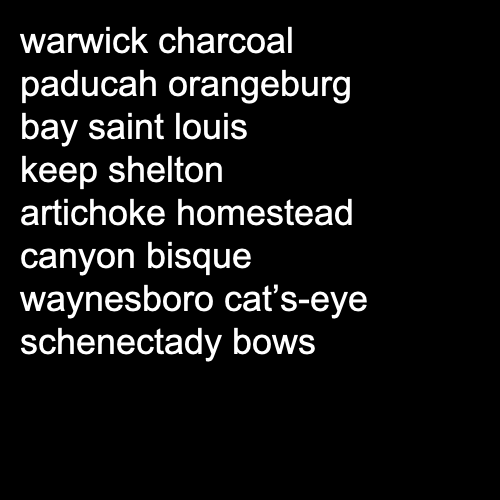 warwick charcoal
paducah orangeburg
bay saint louis
keep shelton
artichoke homestead
canyon bisque
waynesboro cat’s-eye
schenectady bows